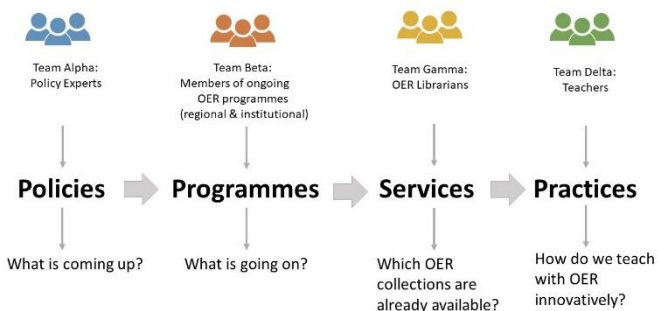 Team Alpha:
Policy Experts
Team Beta:
Members of ongoing
OER programmes
(regional & institutional)
Team Gamma:
OER Librarians
Team Delta:
Teachers
Policies
Programmes
Services
Practices
What is coming up?
What is going on?
Which OER
collections are
already available?
How do we teach
with OER
innovatively?